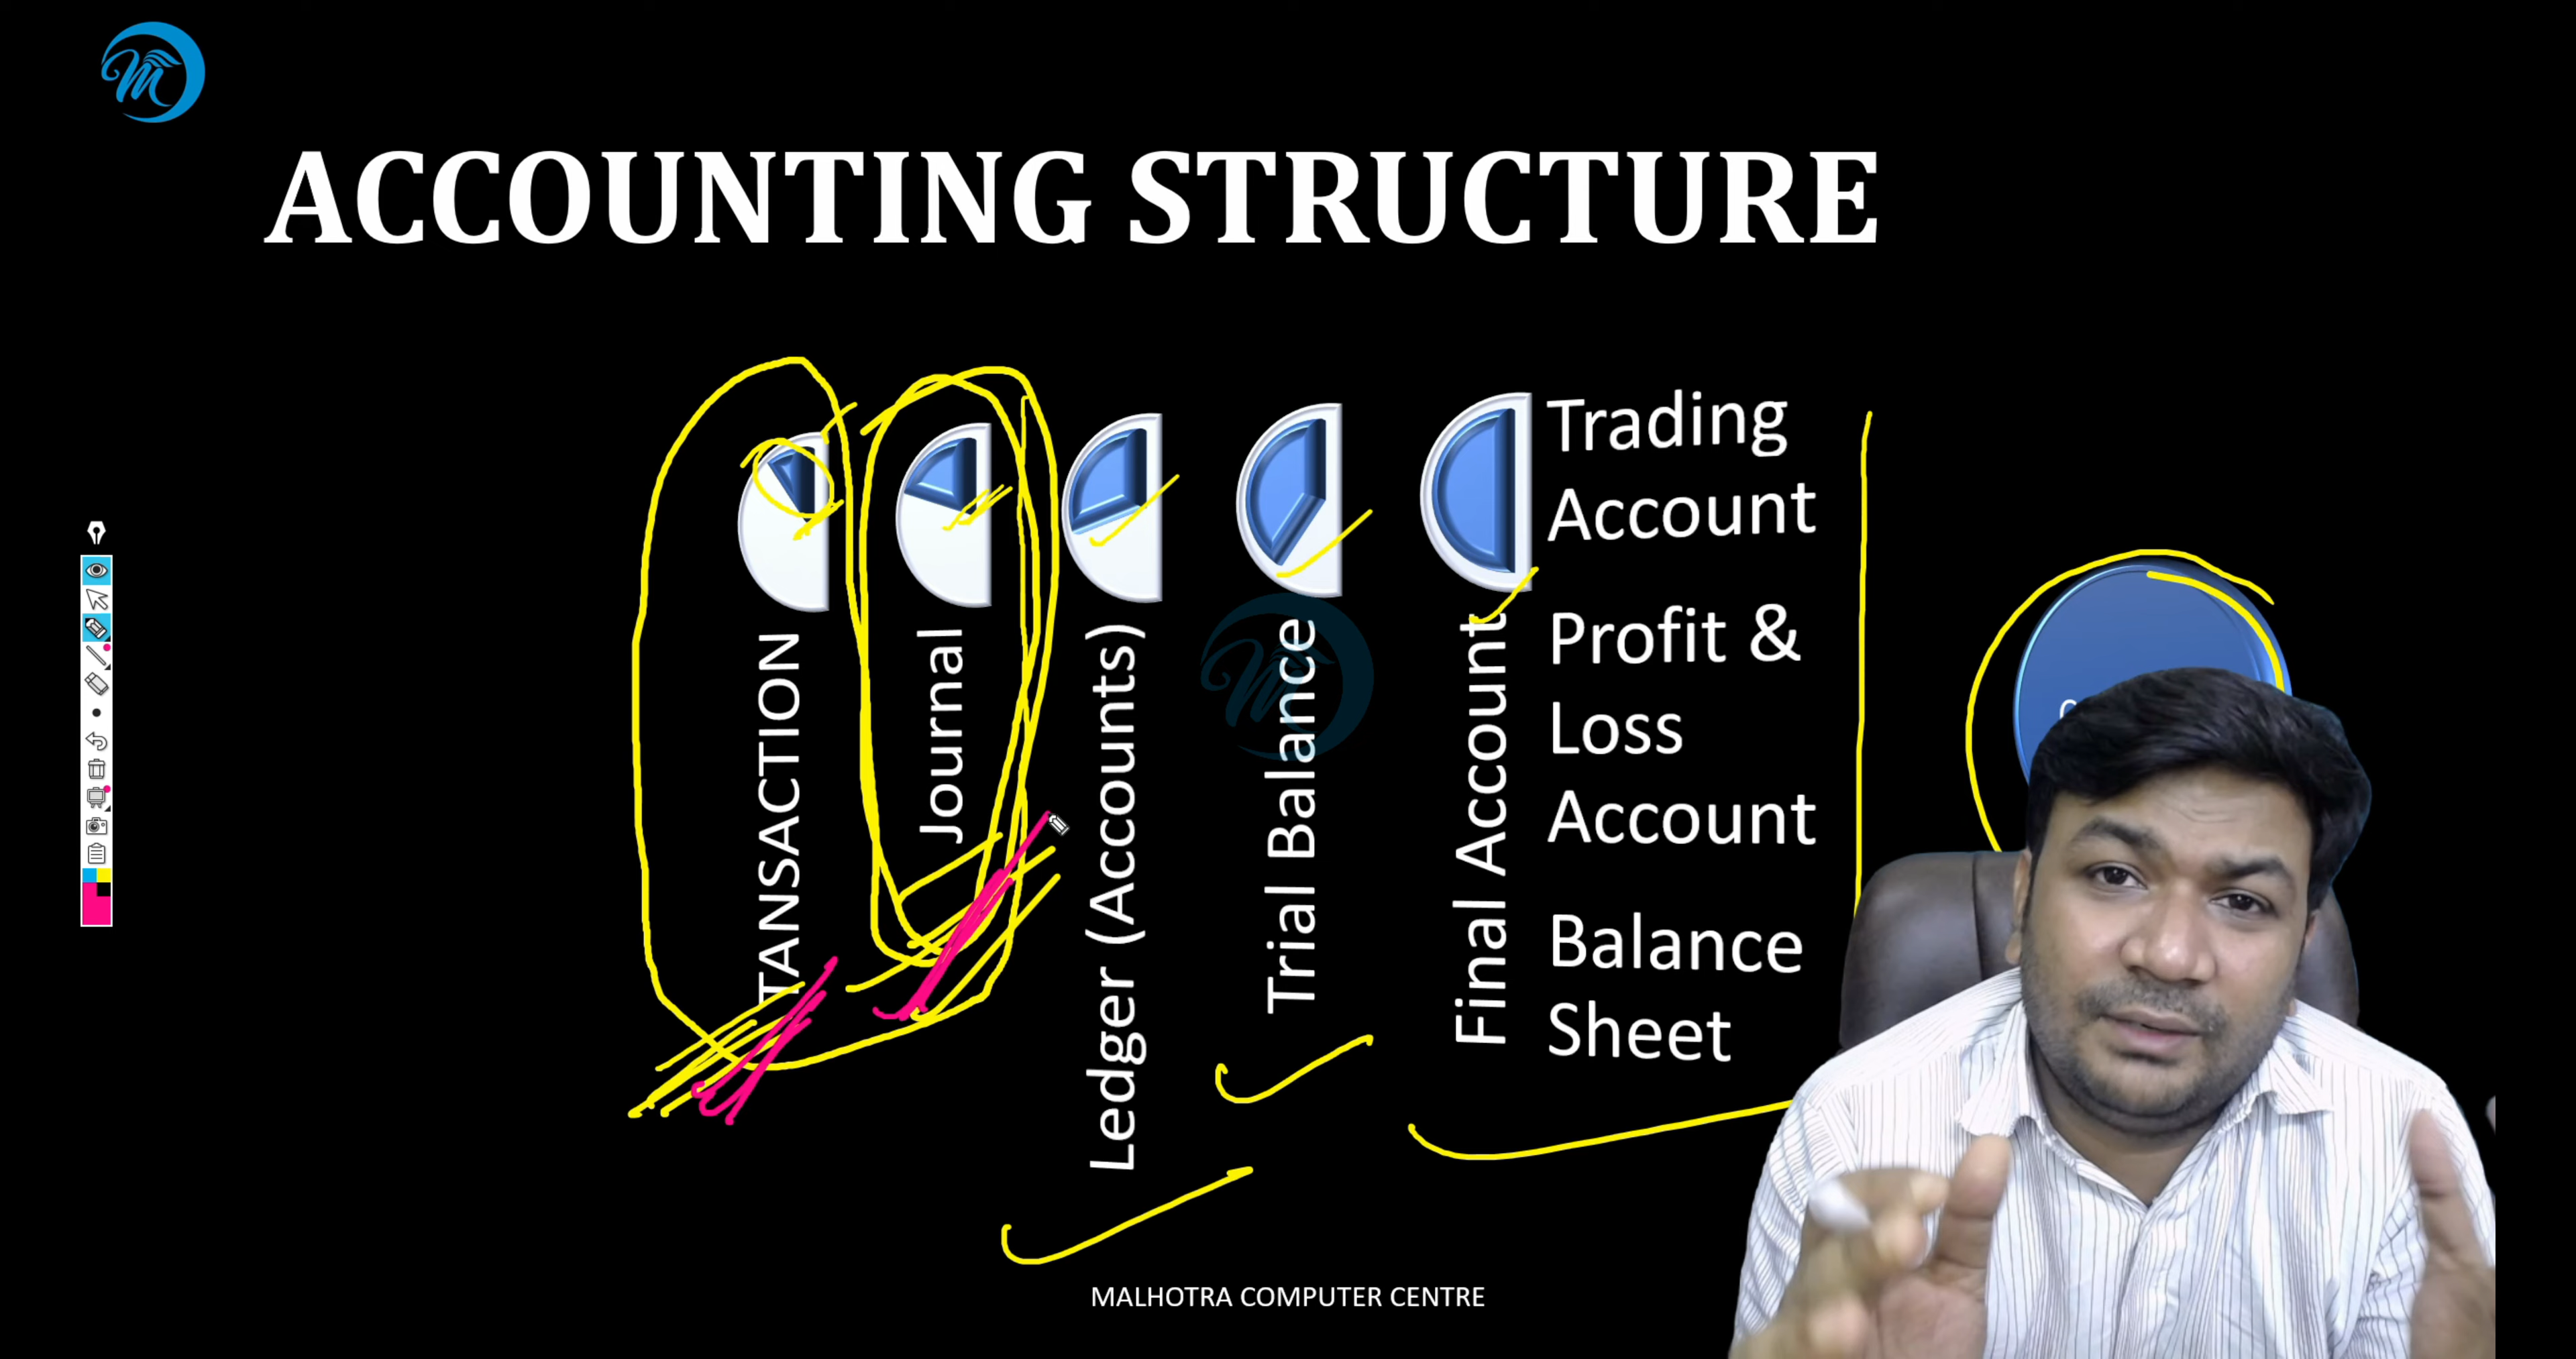 ACCOUNTING STRUCTURE
TANSACTION
Journal
Ledger (Accounts)
Trial Balance
Final Account
Trading
Account
Profit &
Loss
Account
Balance
Sheet
MALHOTRA COMPUTER CENTRE